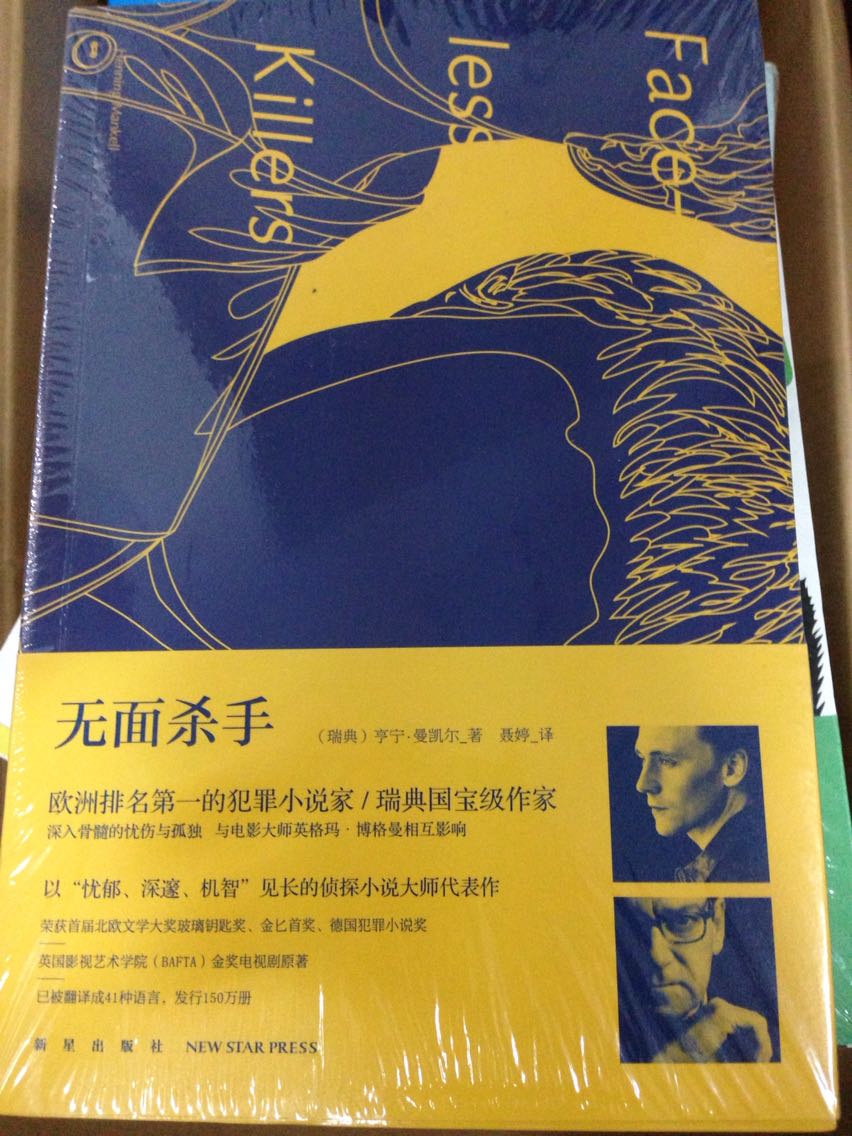 Face-
less
Killers
Henning Mankell
无面杀手
（瑞典）亨宁·曼凯尔_著 聂婷_译
欧洲排名第一的犯罪小说家 / 瑞典国宝级作家
深入骨髓的忧伤与孤独 与电影大师英格玛·博格曼相互影响
以“忧郁、深邃、机智”见长的侦探小说大师代表作
荣获首届北欧文学大奖玻璃钥匙奖、金匕首奖、德国犯罪小说奖
英国影视艺术学院（BAFTA）金奖电视剧原著
已被翻译成41种语言，发行150万册
新星出版社 NEW STAR PRESS